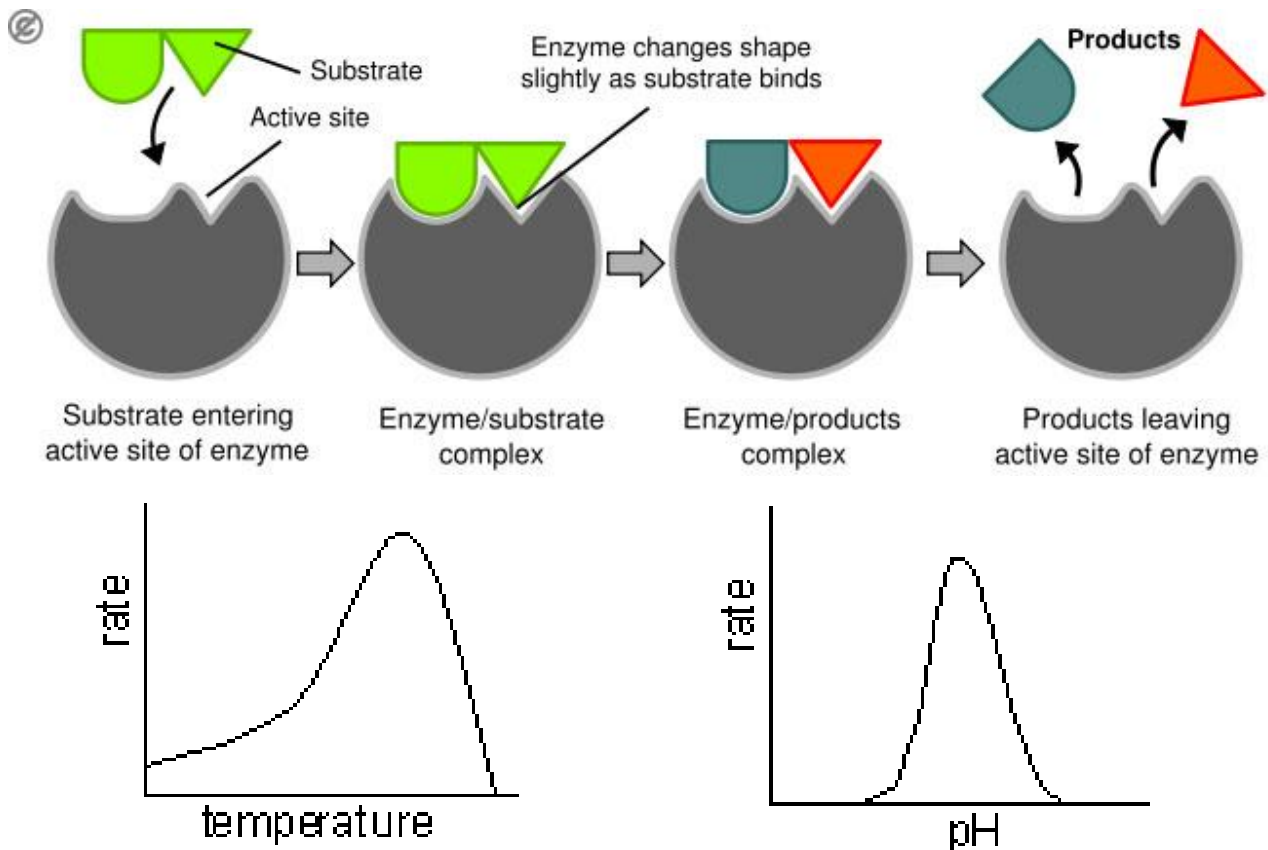 Substrate
Active site
Enzyme changes shape
slightly as substrate binds
Products
Substrate entering
active site of enzyme
Enzyme/substrate
complex
Enzyme/products
complex
Products leaving
active site of enzyme
rate
temperature
rate
pH